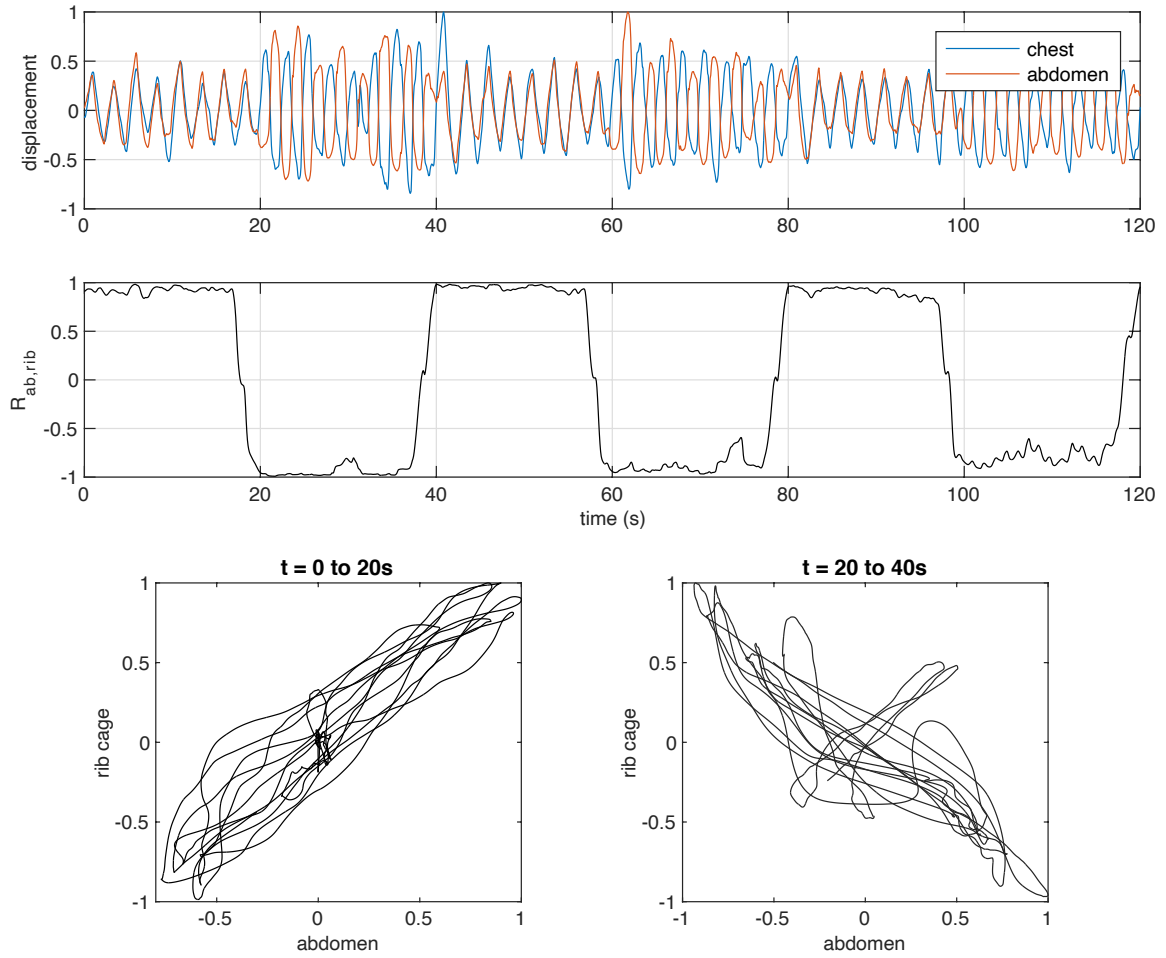 1
0.5
0
-0.5
-1
displacement
chest
abdomen
0 20 40 60 80 100 120
1
0.5
0
-0.5
-1
R_ab,rib
0 20 40 60 80 100 120
time (s)
t = 0 to 20s
1
0.5
0
-0.5
-1
rib cage
-0.5 0 0.5 1
abdomen
t = 20 to 40s
1
0.5
0
-0.5
-1
rib cage
-1 -0.5 0 0.5 1
abdomen